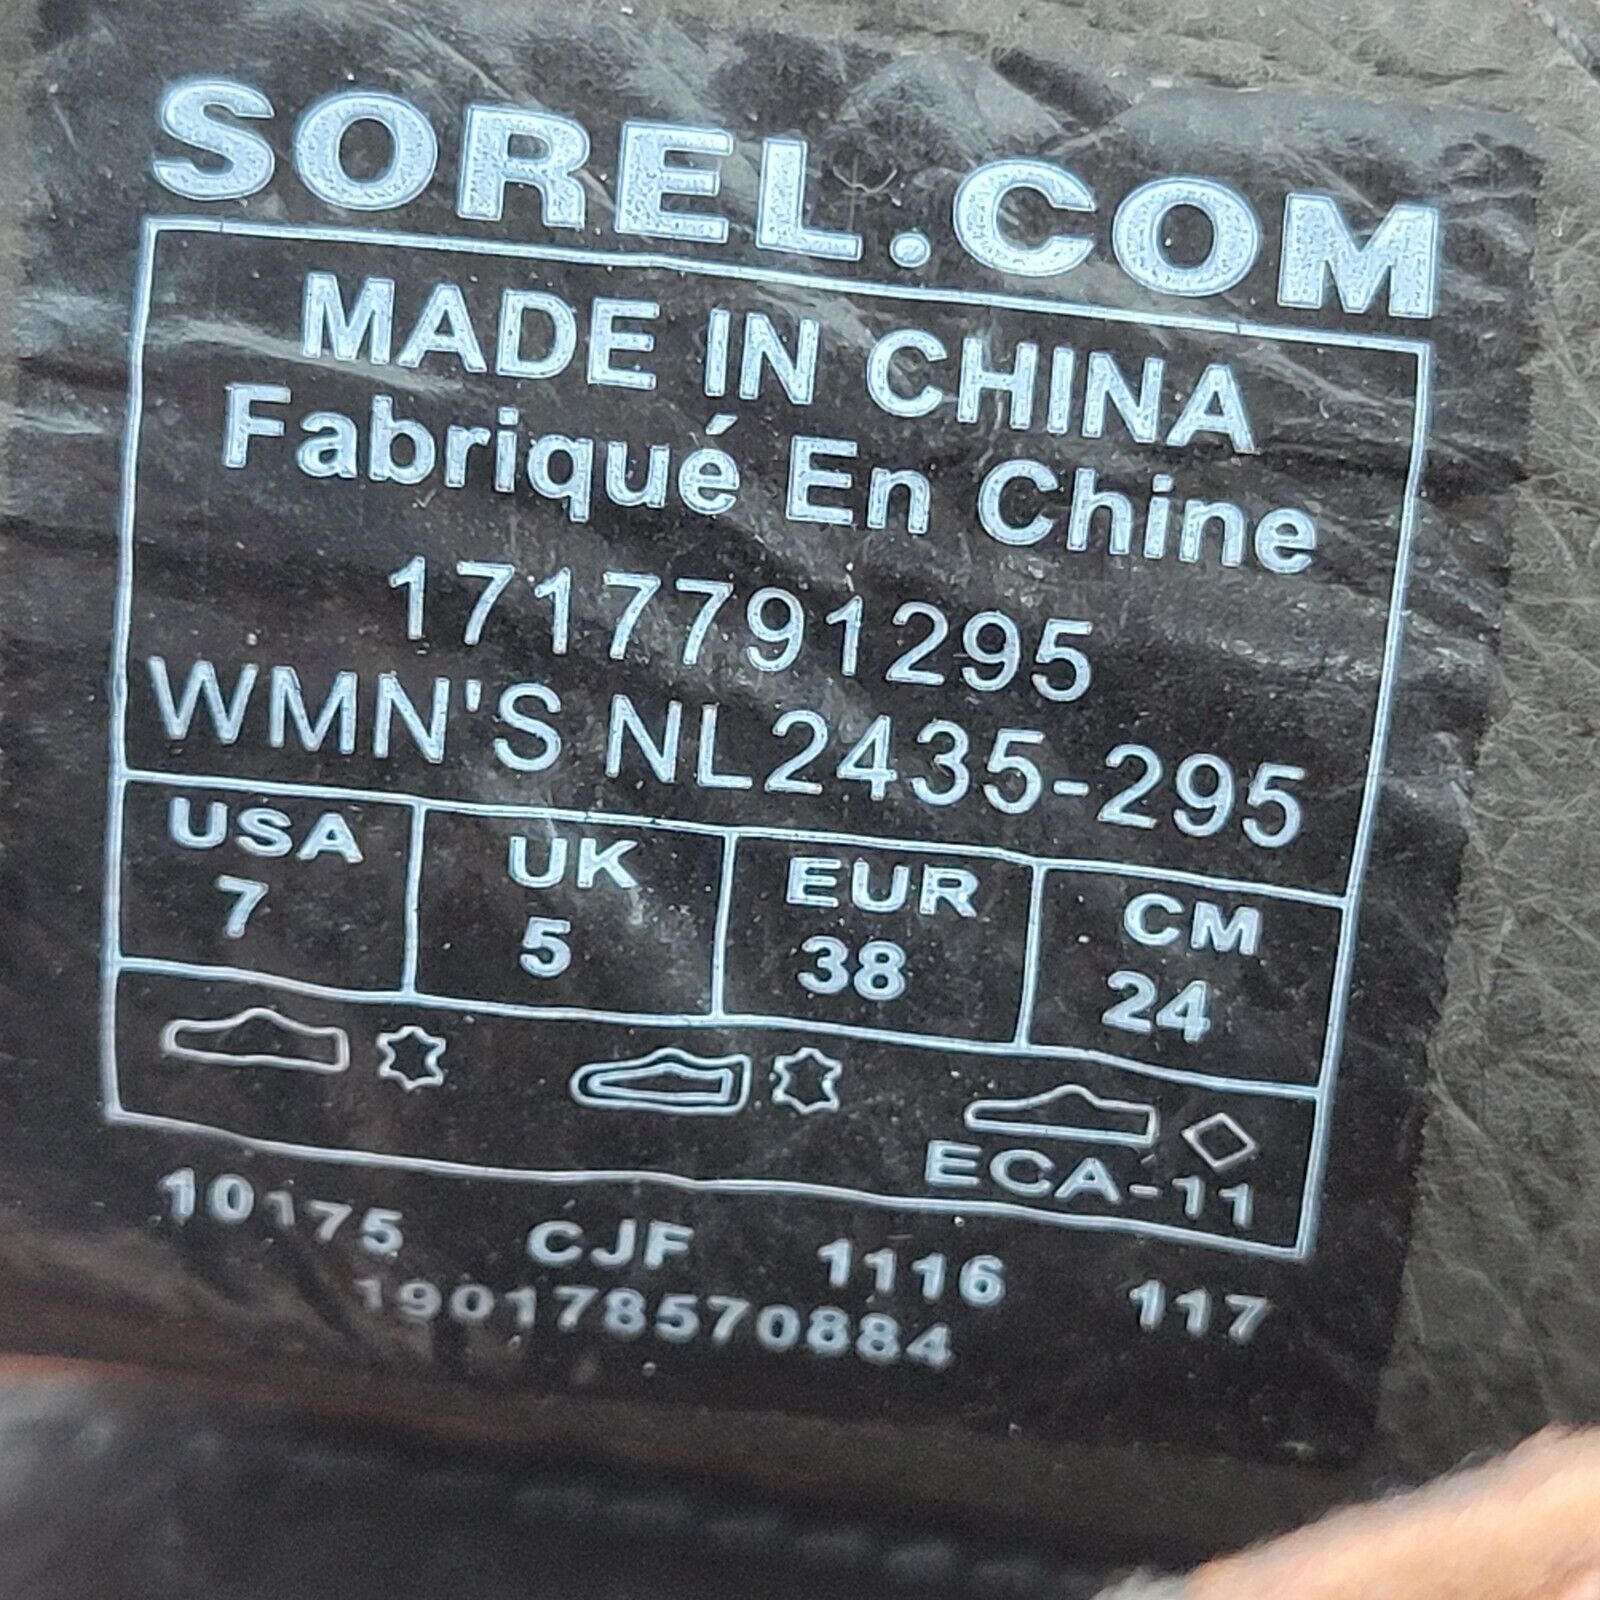 SOREL.COM
MADE IN CHINA
Fabriqué En Chine
1717791295
WMN'S NL2435-295
USA UK EUR CM
7 5 38 24
ECA-11
10175 CJF 1116 117
190178570884